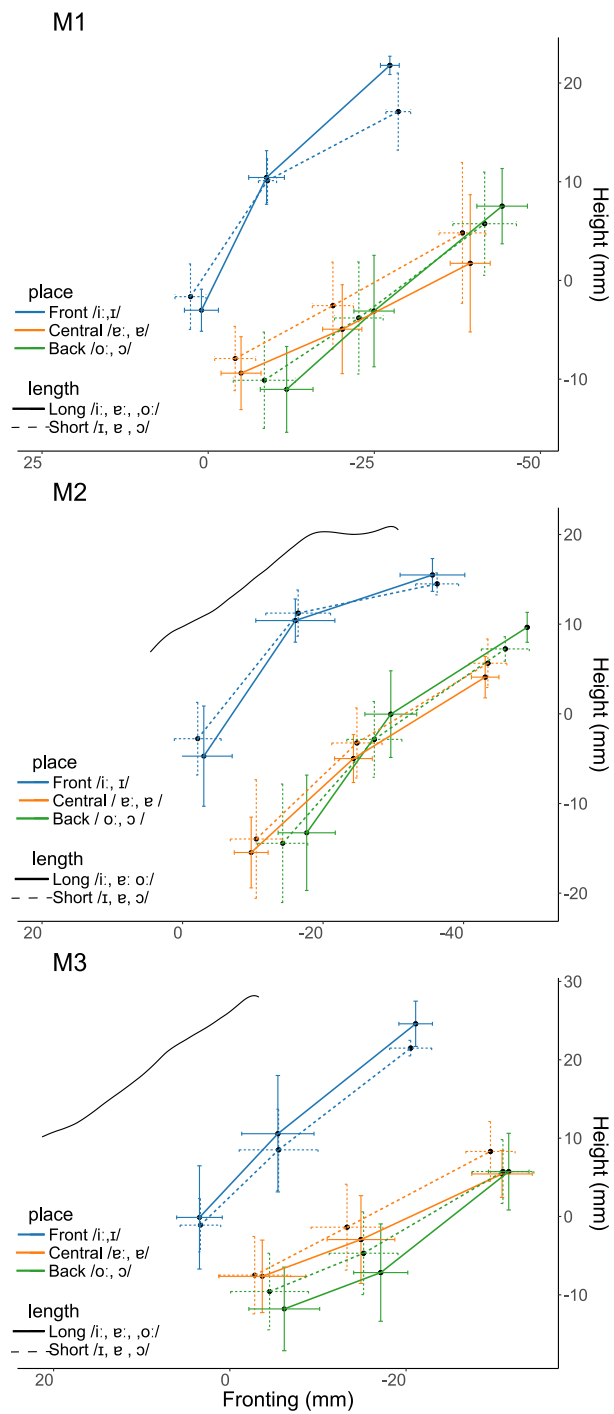 M1
20
10
0
-10
Height (mm)
place
Front /iː,ɪ/
Central /ɐː, ɐ/
Back /oː, ɔ/
length
Long /iː, ɐː, ,oː/
Short /ɪ, ɐ , ɔ/
25 0 -25 -50
M2
20
10
0
-10
-20
Height (mm)
place
Front /iː, ɪ/
Central / ɐː, ɐ /
Back / oː, ɔ /
length
Long /iː, ɐː oː/
Short /ɪ, ɐ, ɔ/
20 0 -20 -40
M3
30
20
10
0
-10
Height (mm)
place
Front /iː,ɪ/
Central /ɐː, ɐ/
Back /oː, ɔ/
length
Long /iː, ɐː, ,oː/
Short /ɪ, ɐ , ɔ/
20 0 -20
Fronting (mm)